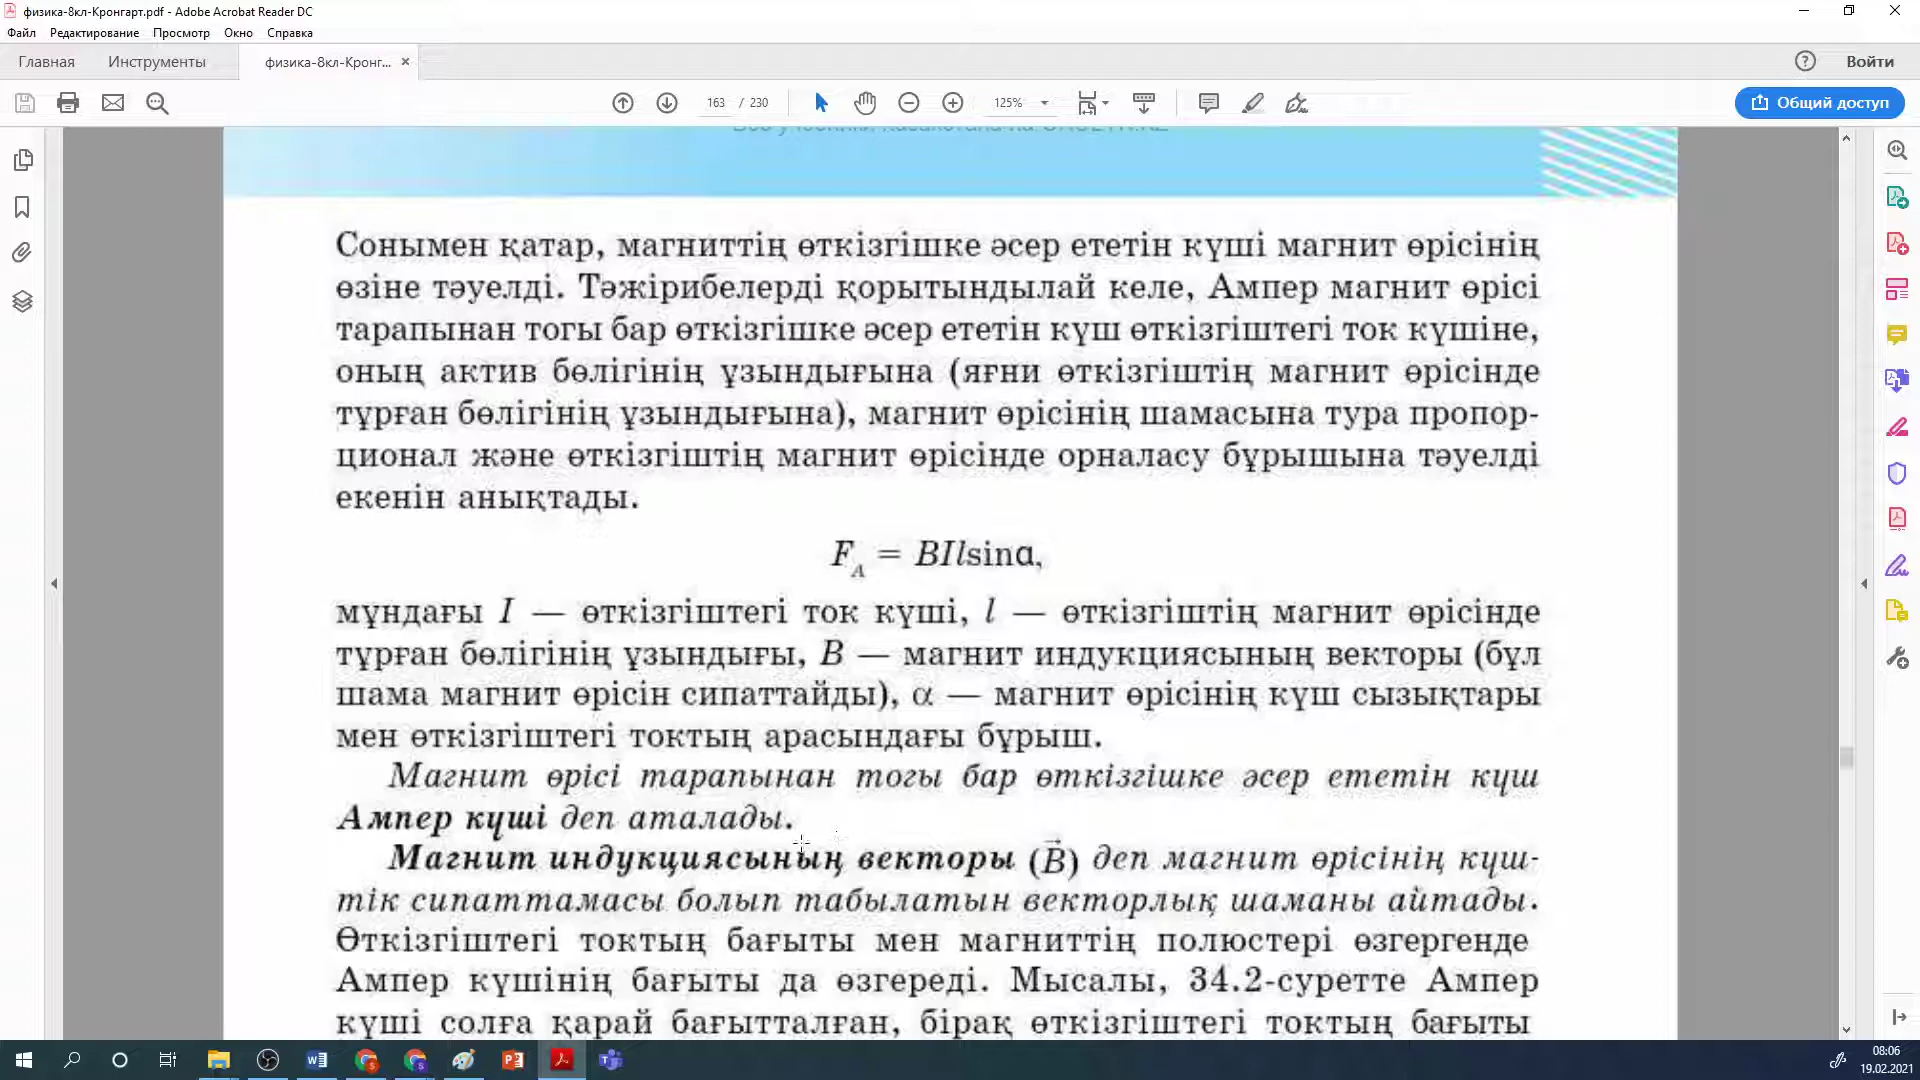 физика-8кл-Кронгарт.pdf - Adobe Acrobat Reader DC
Файл Редактирование Просмотр Окно Справка
Главная Инструменты физика-8кл-Кронг... Войти
163 / 230 125% Общий доступ
Сонымен қатар, магниттің өткізгішке әсер ететін күші магнит өрісінің
өзіне тәуелді. Тәжірибелерді қорытындылай келе, Ампер магнит өрісі
тарапынан тогы бар өткізгішке әсер ететін күш өткізгіштегі ток күшіне,
оның актив бөлігінің ұзындығына (яғни өткізгіштің магнит өрісінде
тұрған бөлігінің ұзындығына), магнит өрісінің шамасына тура пропор-
ционал және өткізгіштің магнит өрісінде орналасу бұрышына тәуелді
екенін анықтады.
F_A = BIlsinα,
мұндағы I — өткізгіштегі ток күші, l — өткізгіштің магнит өрісінде
тұрған бөлігінің ұзындығы, B — магнит индукциясының векторы (бұл
шама магнит өрісін сипаттайды), α — магнит өрісінің күш сызықтары
мен өткізгіштегі токтың арасындағы бұрыш.
Магнит өрісі тарапынан тогы бар өткізгішке әсер ететін күш
Ампер күші деп аталады.
Магнит индукциясының векторы (B⃗) деп магнит өрісінің күш-
тік сипаттамасы болып табылатын векторлық шаманы айтады.
Өткізгіштегі токтың бағыты мен магниттің полюстері өзгергенде
Ампер күшінің бағыты да өзгереді. Мысалы, 34.2-суретте Ампер
күші солға қарай бағытталған, бірақ өткізгіштегі токтың бағыты
08:06
19.02.2021